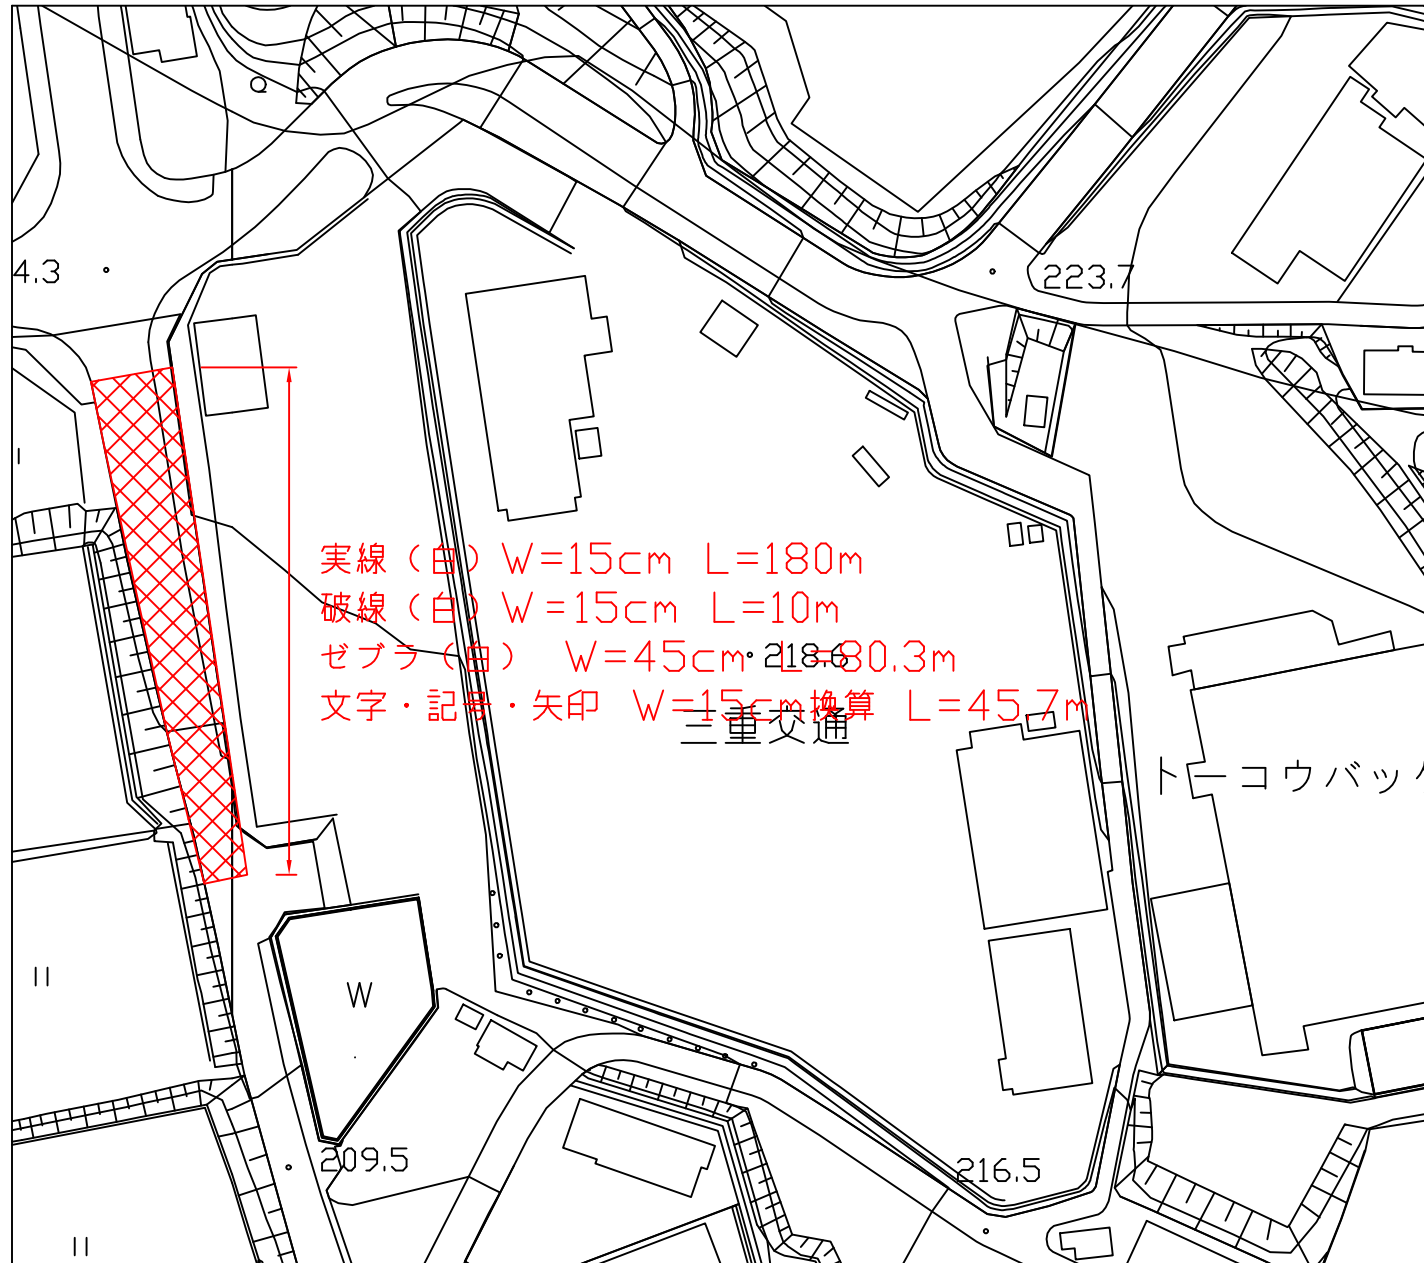 4.3
223.7
実線（白）W=15cm L=180m
破線（白）W=15cm L=10m
ゼブラ（白） W=45cm L=80.3m
218.6
文字・記号・矢印 W=15cm換算 L=45.7m
三重交通
トーコウパック
W
209.5
216.5